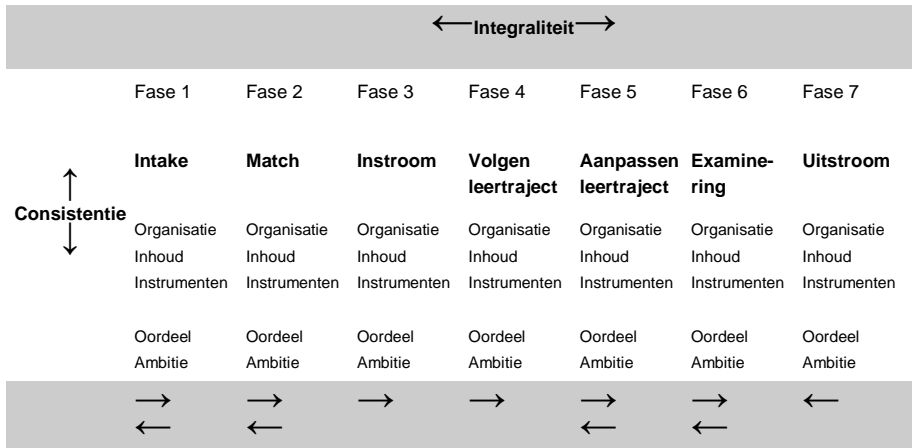 ← Integraliteit →
Fase 1 Fase 2 Fase 3 Fase 4 Fase 5 Fase 6 Fase 7
Intake Match Instroom Volgen Aanpassen Examine- Uitstroom
leertraject leertraject ring
↑
Consistentie
↓
Organisatie Organisatie Organisatie Organisatie Organisatie Organisatie Organisatie
Inhoud Inhoud Inhoud Inhoud Inhoud Inhoud Inhoud
Instrumenten Instrumenten Instrumenten Instrumenten Instrumenten Instrumenten Instrumenten
Oordeel Oordeel Oordeel Oordeel Oordeel Oordeel Oordeel
Ambitie Ambitie Ambitie Ambitie Ambitie Ambitie Ambitie
→ → → → → → ←
← ← ← ←